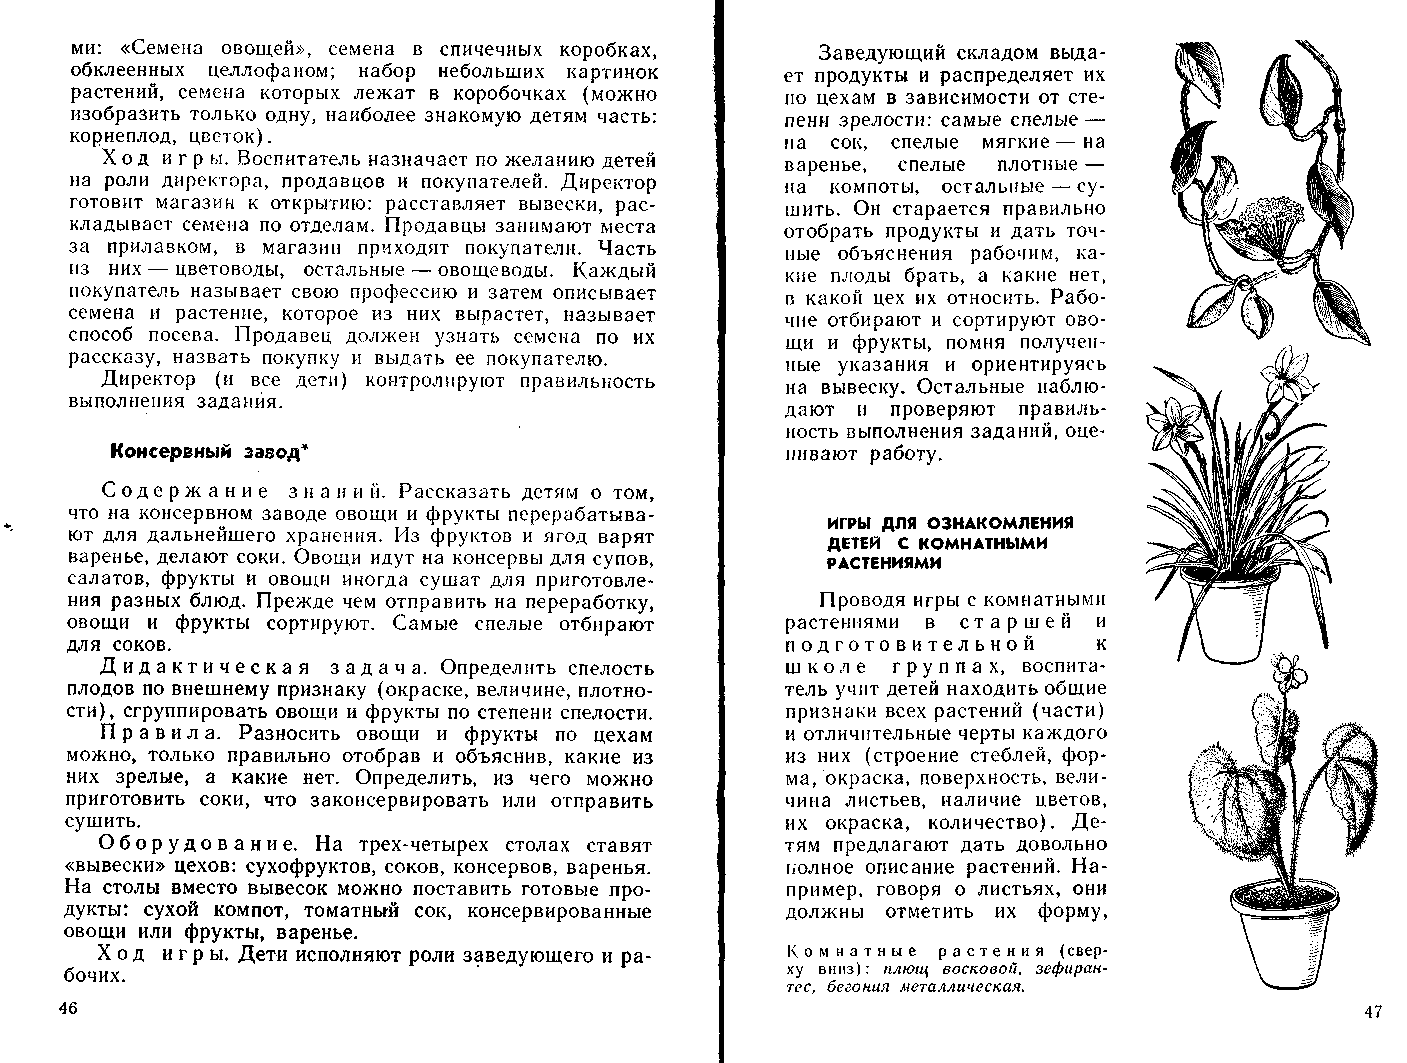 ми: «Семена овощей», семена в спичечных коробках,
обклеенных целлофаном; набор небольших картинок
растений, семена которых лежат в коробочках (можно
изобразить только одну, наиболее знакомую детям часть:
корнеплод, цветок).
Ход игры. Воспитатель назначает по желанию детей
на роли директора, продавцов и покупателей. Директор
готовит магазин к открытию: расставляет вывески, рас-
кладывает семена по отделам. Продавцы занимают места
за прилавком, в магазин приходят покупатели. Часть
из них — цветоводы, остальные — овощеводы. Каждый
покупатель называет свою профессию и затем описывает
семена и растение, которое из них вырастет, называет
способ посева. Продавец должен узнать семена по их
рассказу, назвать покупку и выдать ее покупателю.
Директор (и все дети) контролируют правильность
выполнения задания.
Консервный завод*
Содержание знаний. Рассказать детям о том,
что на консервном заводе овощи и фрукты перерабатыва-
ют для дальнейшего хранения. Из фруктов и ягод варят
варенье, делают соки. Овощи идут на консервы для супов,
салатов, фрукты и овощи иногда сушат для приготовле-
ния разных блюд. Прежде чем отправить на переработку,
овощи и фрукты сортируют. Самые спелые отбирают
для соков.
Дидактическая задача. Определить спелость
плодов по внешнему признаку (окраске, величине, плотно-
сти), сгруппировать овощи и фрукты по степени спелости.
Правила. Разносить овощи и фрукты по цехам
можно, только правильно отобрав и объяснив, какие из
них зрелые, а какие нет. Определить, из чего можно
приготовить соки, что законсервировать или отправить
сушить.
Оборудование. На трех-четырех столах ставят
«вывески» цехов: сухофруктов, соков, консервов, варенья.
На столы вместо вывесок можно поставить готовые про-
дукты: сухой компот, томатный сок, консервированные
овощи или фрукты, варенье.
Ход игры. Дети исполняют роли заведующего и ра-
бочих.
46
Заведующий складом выда-
ет продукты и распределяет их
по цехам в зависимости от сте-
пени зрелости: самые спелые —
на сок, спелые мягкие — на
варенье, спелые плотные —
на компоты, остальные — су-
шить. Он старается правильно
отобрать продукты и дать точ-
ные объяснения рабочим, ка-
кие плоды брать, а какие нет,
в какой цех их относить. Рабо-
чие отбирают и сортируют ово-
щи и фрукты, помня получен-
ные указания и ориентируясь
на вывеску. Остальные наблю-
дают и проверяют правиль-
ность выполнения заданий, оце-
нивают работу.
ИГРЫ ДЛЯ ОЗНАКОМЛЕНИЯ
ДЕТЕЙ С КОМНАТНЫМИ
РАСТЕНИЯМИ
Проводя игры с комнатными
растениями в старшей и
подготовительной к
школе группах, воспита-
тель учит детей находить общие
признаки всех растений (части)
и отличительные черты каждого
из них (строение стеблей, фор-
ма, окраска, поверхность, вели-
чина листьев, наличие цветов,
их окраска, количество). Де-
тям предлагают дать довольно
полное описание растений. На-
пример, говоря о листьях, они
должны отметить их форму,
Комнатные растения (свер-
ху вниз): плющ восковой, зефиран-
тес, бегония металлическая.
47